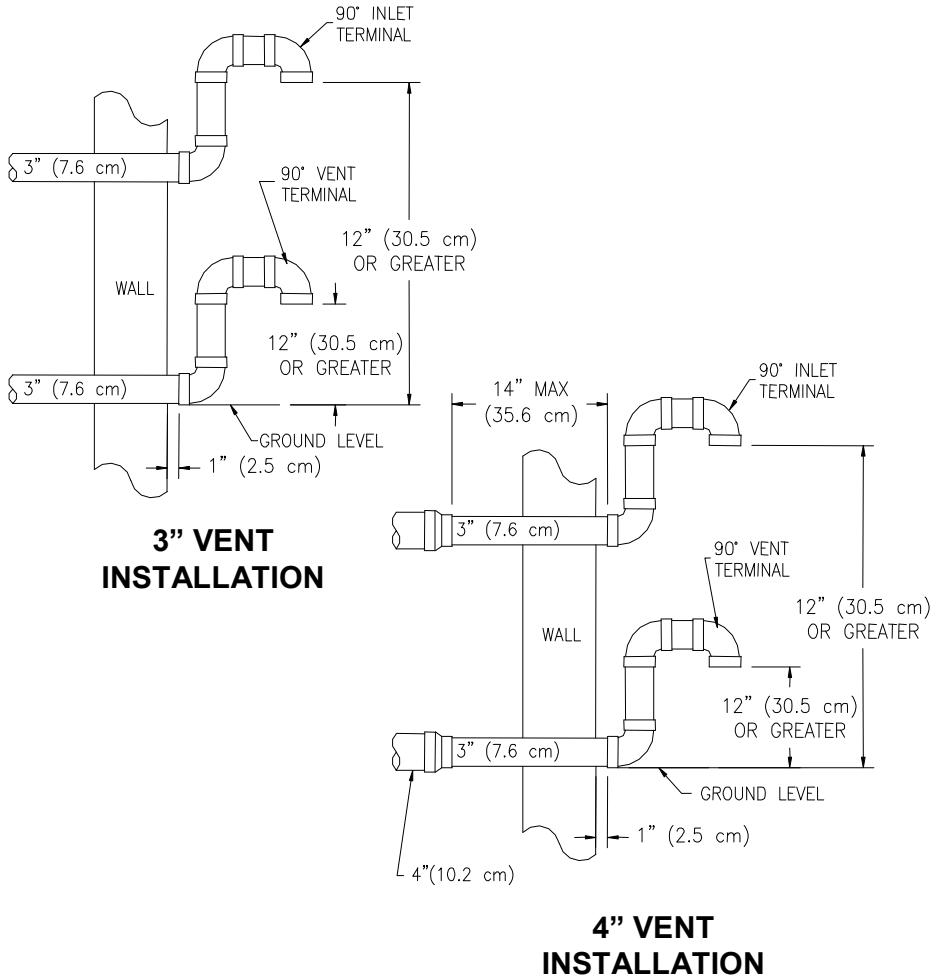 90° INLET
TERMINAL
3” (7.6 cm)
90° VENT
TERMINAL
12” (30.5 cm)
OR GREATER
WALL
12” (30.5 cm)
OR GREATER
3” (7.6 cm)
GROUND LEVEL
1” (2.5 cm)
3” VENT
INSTALLATION
14” MAX
(35.6 cm)
90° INLET
TERMINAL
3” (7.6 cm)
90° VENT
TERMINAL
12” (30.5 cm)
OR GREATER
WALL
12” (30.5 cm)
OR GREATER
3” (7.6 cm)
GROUND LEVEL
1” (2.5 cm)
4”(10.2 cm)
4” VENT
INSTALLATION